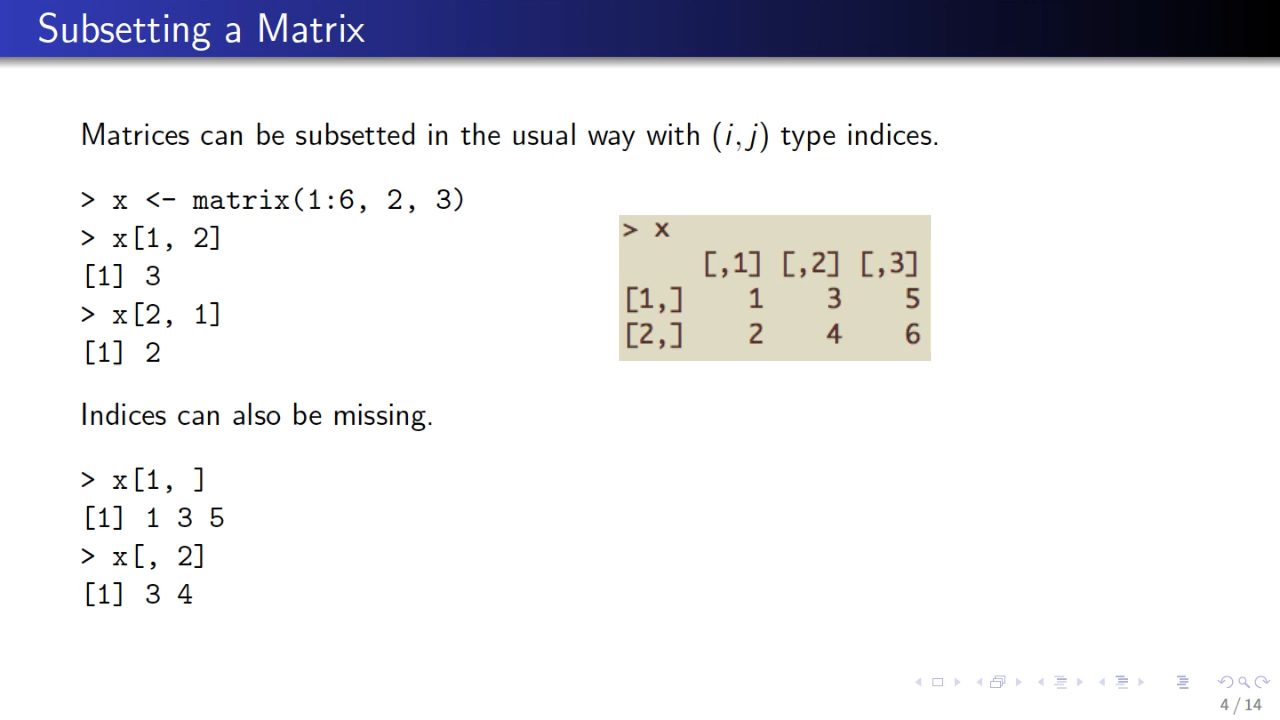 Subsetting a Matrix
Matrices can be subsetted in the usual way with (i, j) type indices.
> x <- matrix(1:6, 2, 3)
> x[1, 2]
[1] 3
> x[2, 1]
[1] 2
> x
[,1] [,2] [,3]
[1,] 1 3 5
[2,] 2 4 6
Indices can also be missing.
> x[1, ]
[1] 1 3 5
> x[, 2]
[1] 3 4
4 / 14